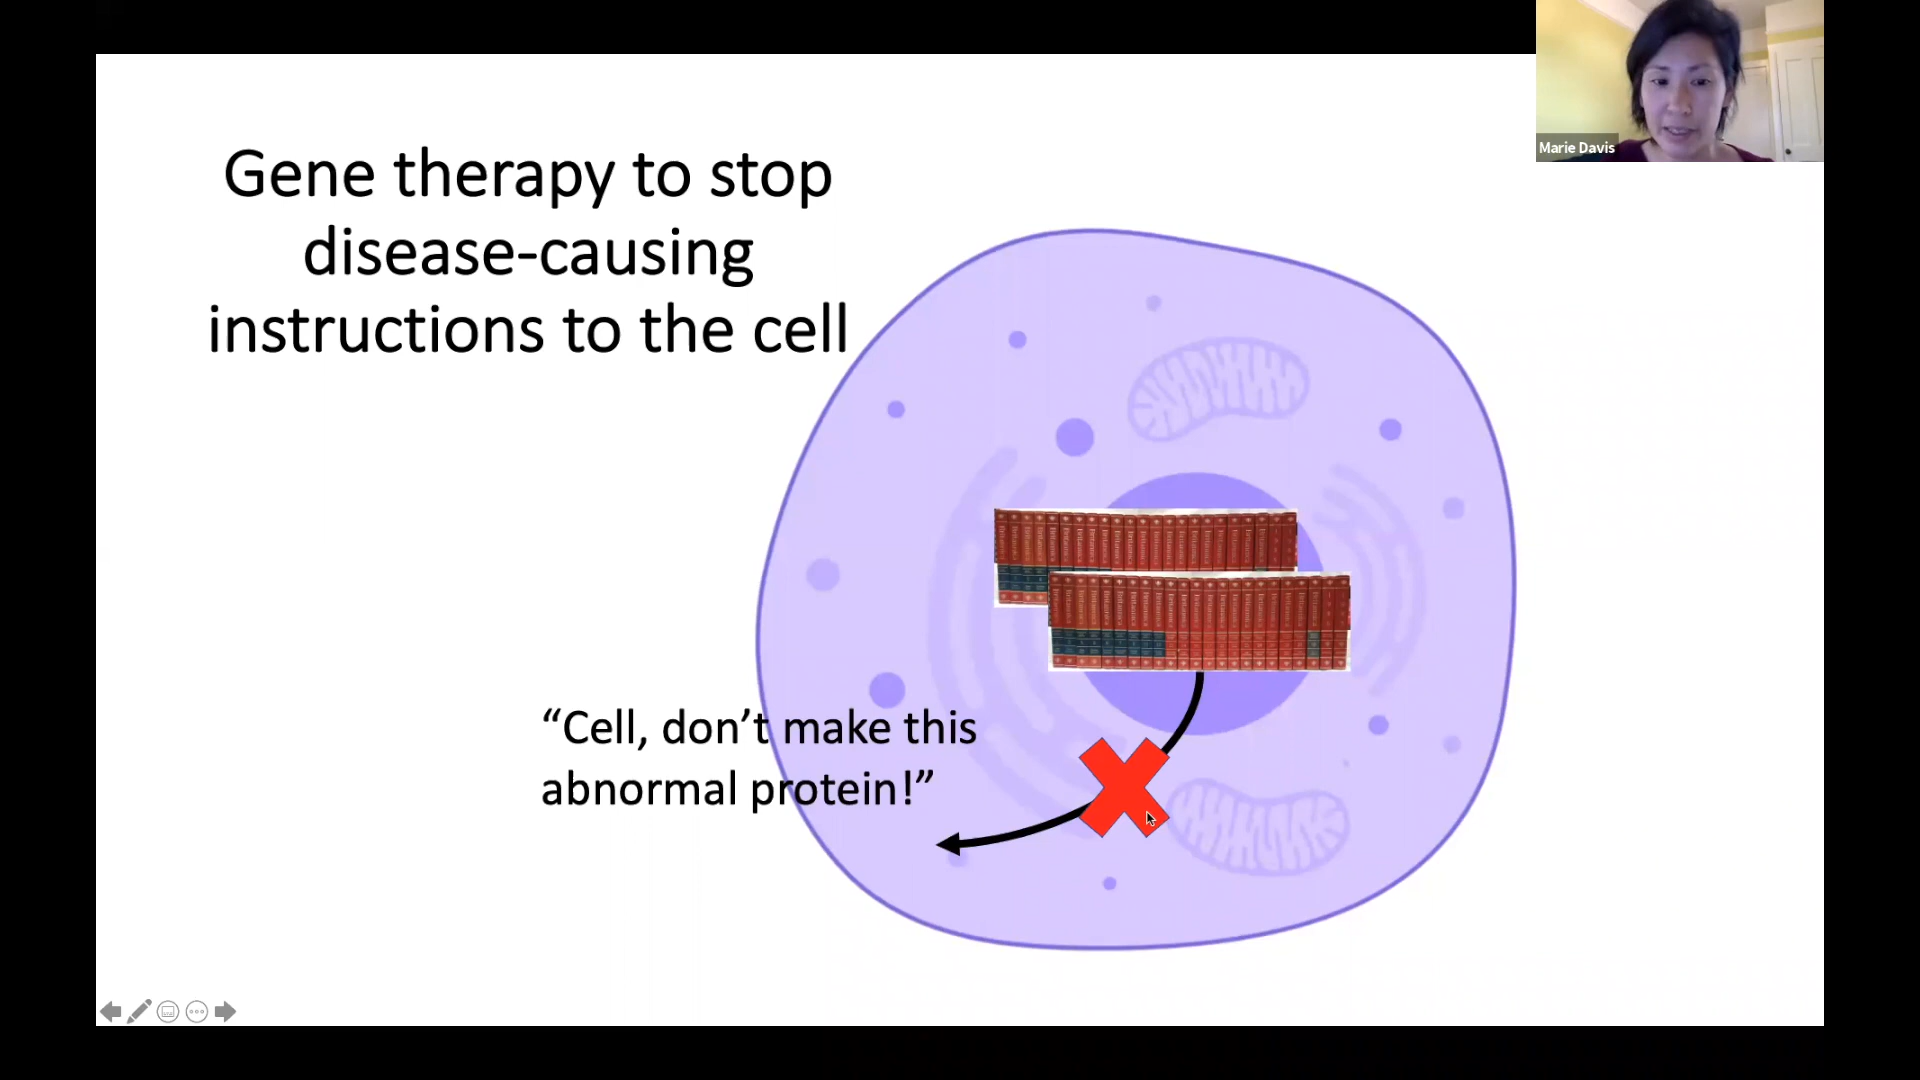 Marie Davis
Gene therapy to stop
disease-causing
instructions to the cell
“Cell, don’t make this
abnormal protein!”